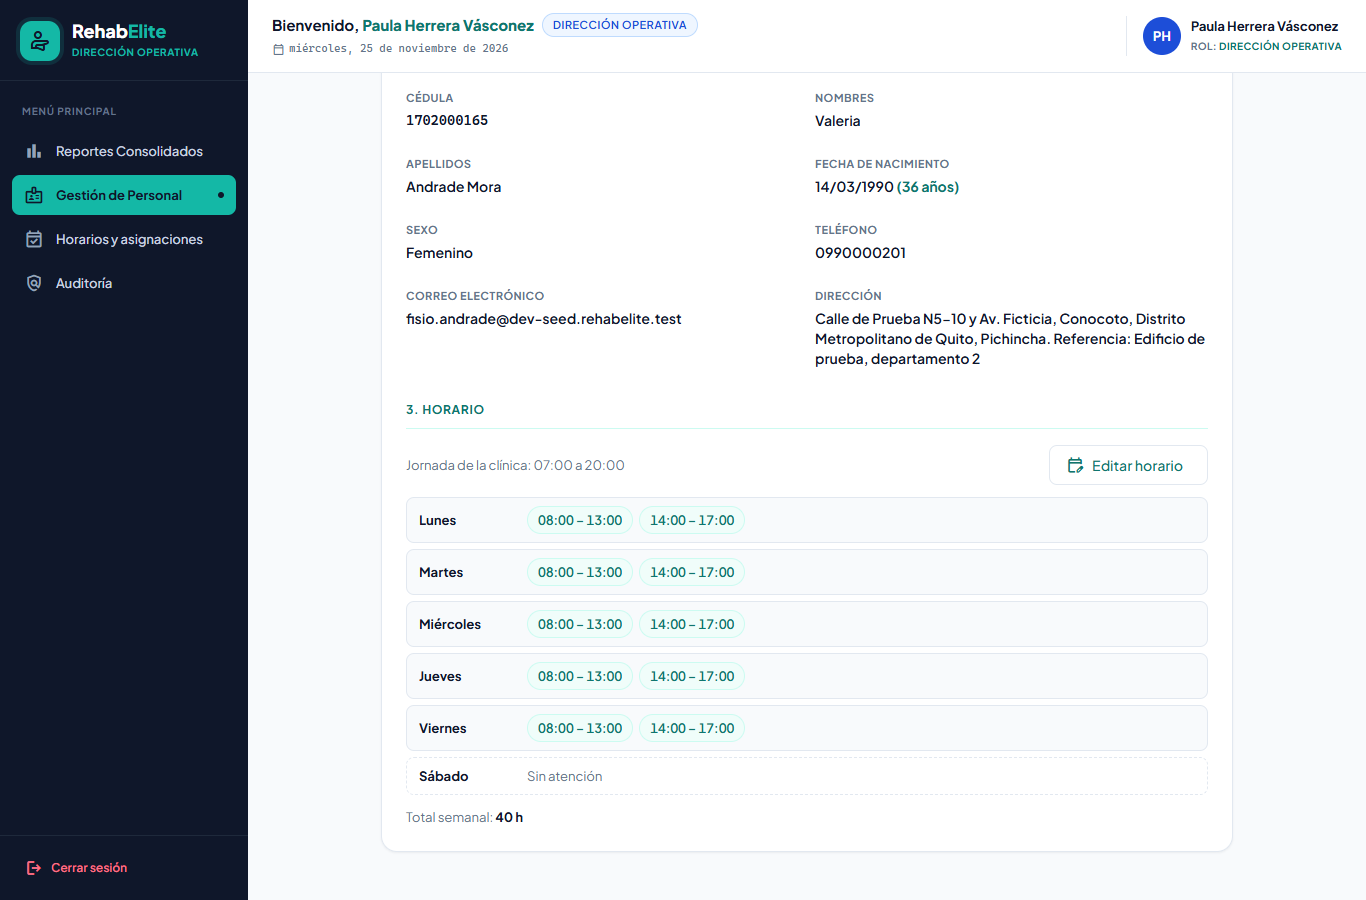 RehabElite
DIRECCIÓN OPERATIVA
MENÚ PRINCIPAL
Reportes Consolidados
Gestión de Personal
Horarios y asignaciones
Auditoría
Cerrar sesión
Bienvenido, Paula Herrera Vásconez DIRECCIÓN OPERATIVA
miércoles, 25 de noviembre de 2026
PH
Paula Herrera Vásconez
ROL: DIRECCIÓN OPERATIVA
CÉDULA
1702000165
NOMBRES
Valeria
APELLIDOS
Andrade Mora
FECHA DE NACIMIENTO
14/03/1990 (36 años)
SEXO
Femenino
TELÉFONO
0990000201
CORREO ELECTRÓNICO
fisio.andrade@dev-seed.rehabelite.test
DIRECCIÓN
Calle de Prueba N5-10 y Av. Ficticia, Conocoto, Distrito
Metropolitano de Quito, Pichincha. Referencia: Edificio de
prueba, departamento 2
3. HORARIO
Jornada de la clínica: 07:00 a 20:00
Editar horario
Lunes 08:00 – 13:00 14:00 – 17:00
Martes 08:00 – 13:00 14:00 – 17:00
Miércoles 08:00 – 13:00 14:00 – 17:00
Jueves 08:00 – 13:00 14:00 – 17:00
Viernes 08:00 – 13:00 14:00 – 17:00
Sábado Sin atención
Total semanal: 40 h